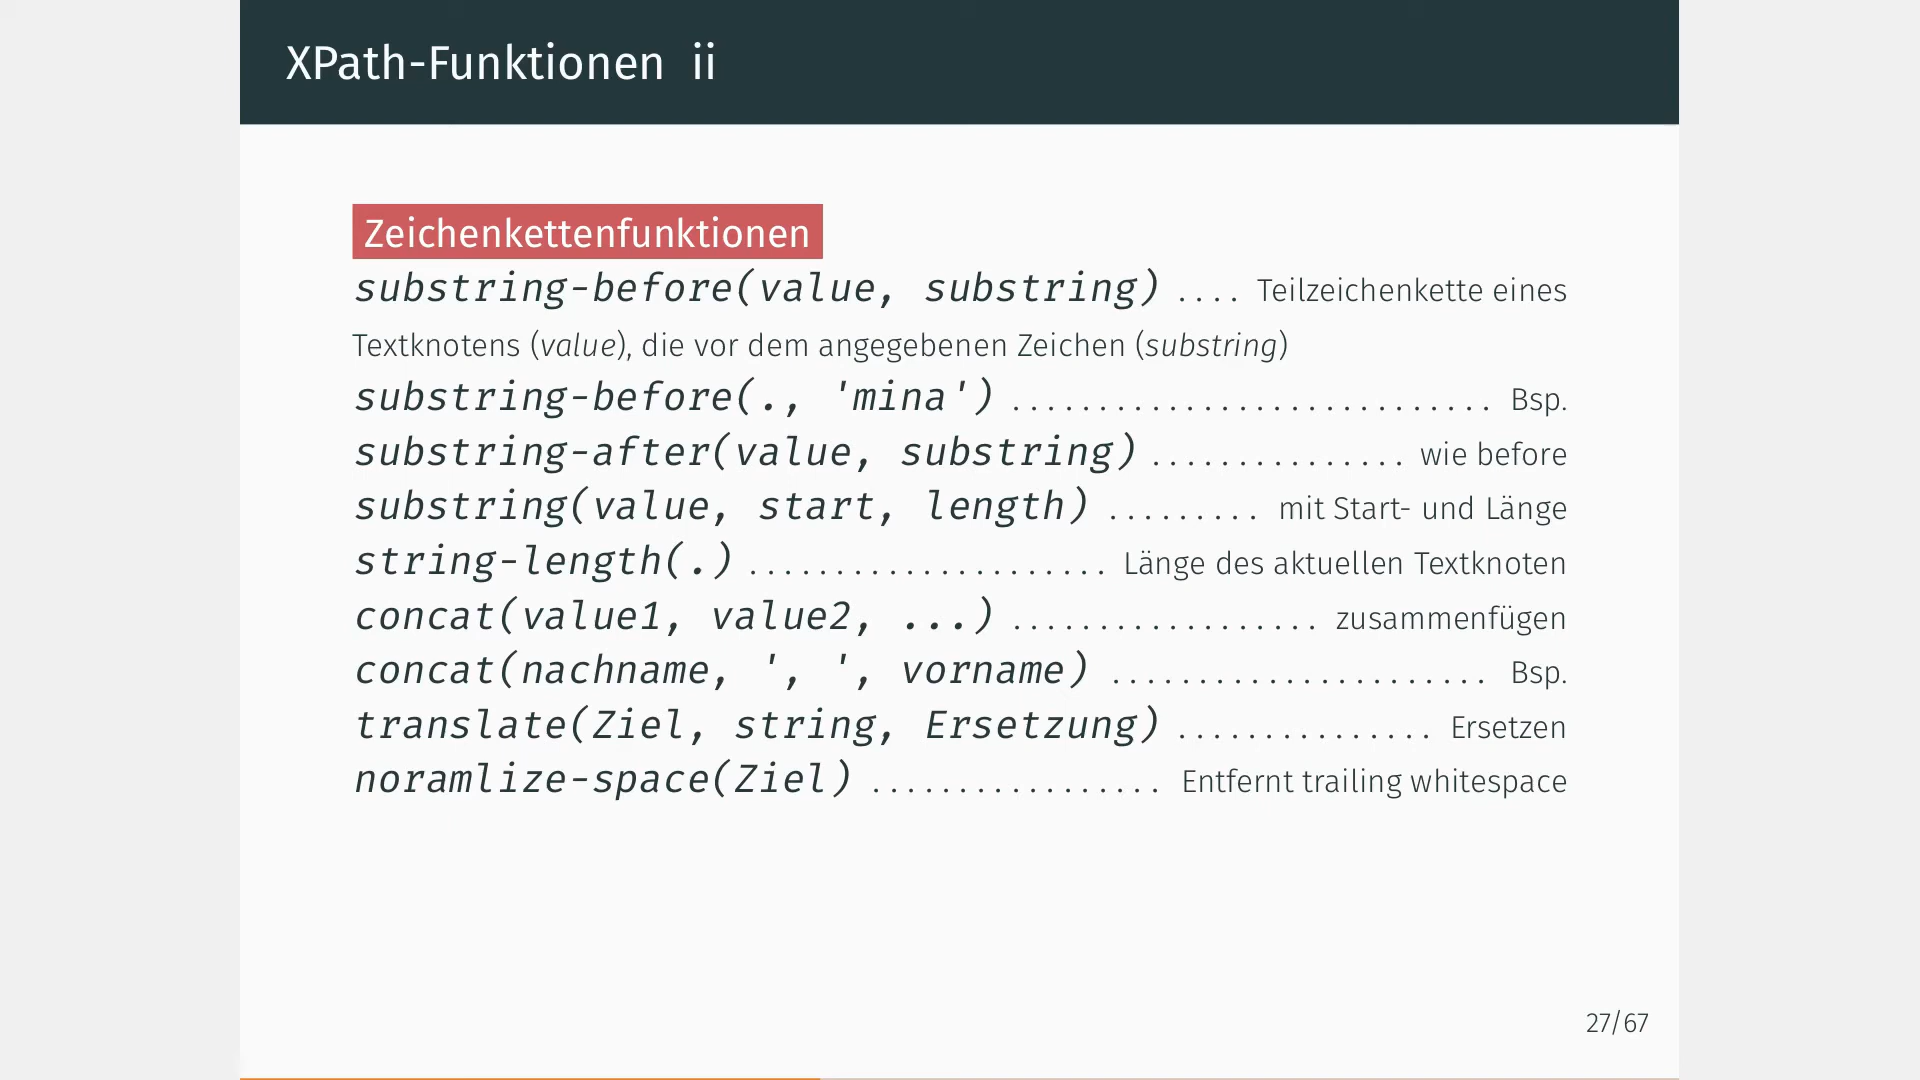 XPath-Funktionen ii
Zeichenkettenfunktionen
substring-before(value, substring) .... Teilzeichenkette eines
Textknotens (value), die vor dem angegebenen Zeichen (substring)
substring-before(., 'mina') ............................ Bsp.
substring-after(value, substring) ............... wie before
substring(value, start, length) ......... mit Start- und Länge
string-length(.) ..................... Länge des aktuellen Textknoten
concat(value1, value2, ...) .................. zusammenfügen
concat(nachname, ', ', vorname) ...................... Bsp.
translate(Ziel, string, Ersetzung) ............... Ersetzen
noramlize-space(Ziel) ................. Entfernt trailing whitespace
27/67